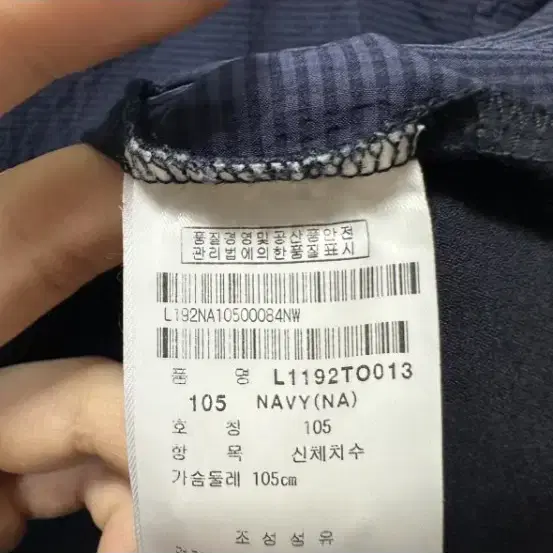 품질경영및공산품안전
관리법에의한품질표시
L192NA10500084NW
품 명 L1192TO013
105 NAVY(NA)
호 칭 105
항 목 신체치수
가슴둘레 105cm
조성섬유